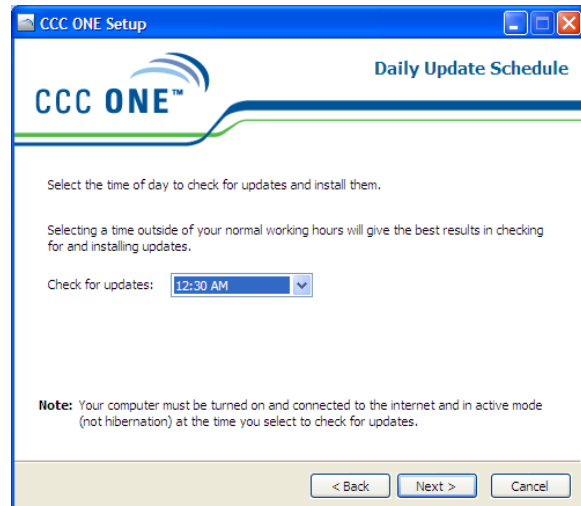 CCC ONE Setup
Daily Update Schedule
CCC ONE™
Select the time of day to check for updates and install them.
Selecting a time outside of your normal working hours will give the best results in checking
for and installing updates.
Check for updates: 12:30 AM
Note: Your computer must be turned on and connected to the internet and in active mode
(not hibernation) at the time you select to check for updates.
< Back Next > Cancel